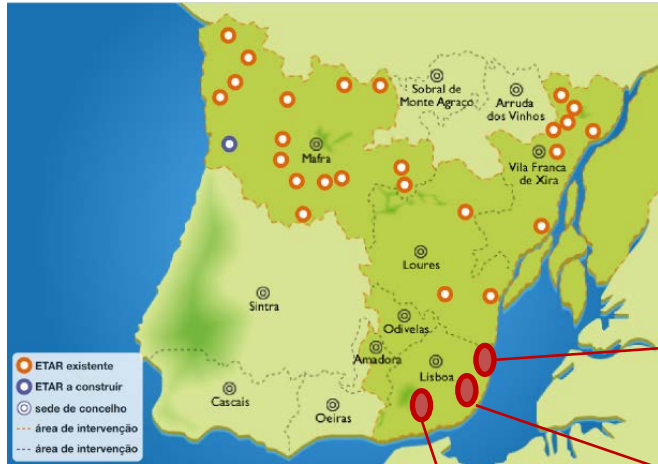 Sobral de
Monte Agraço
Arruda
dos Vinhos
Mafra
Vila Franca
de Xira
Loures
Sintra
Odivelas
Amadora
Lisboa
Cascais
Oeiras
ETAR existente
ETAR a construir
sede de concelho
área de intervenção
área de intervenção